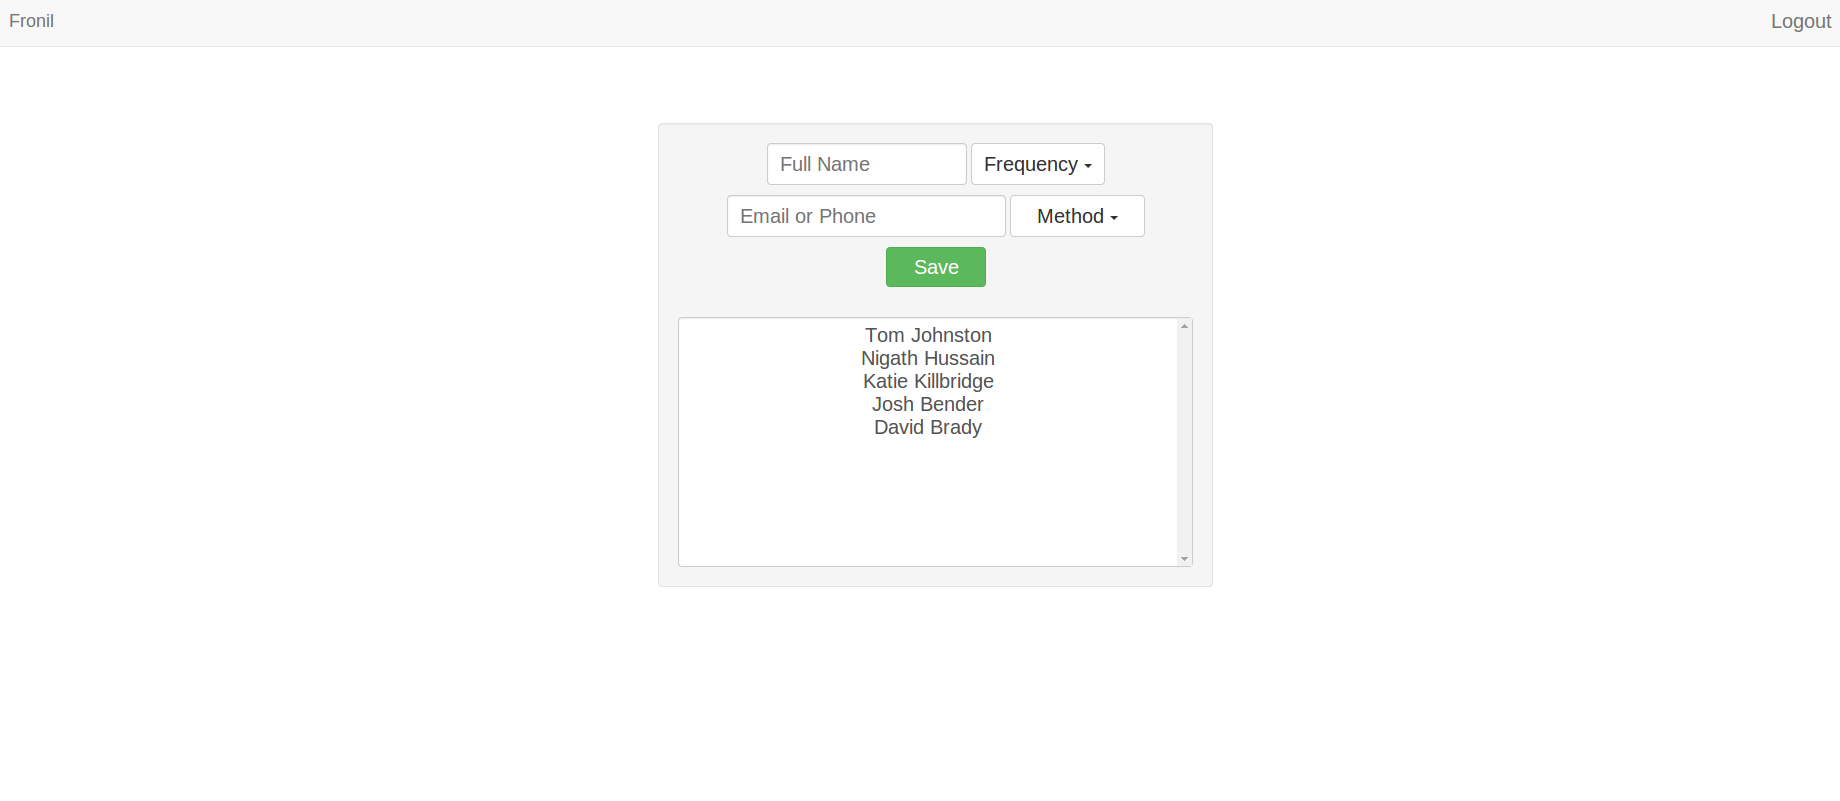 Fronil Logout
Full Name Frequency
Email or Phone Method
Save
Tom Johnston
Nigath Hussain
Katie Killbridge
Josh Bender
David Brady